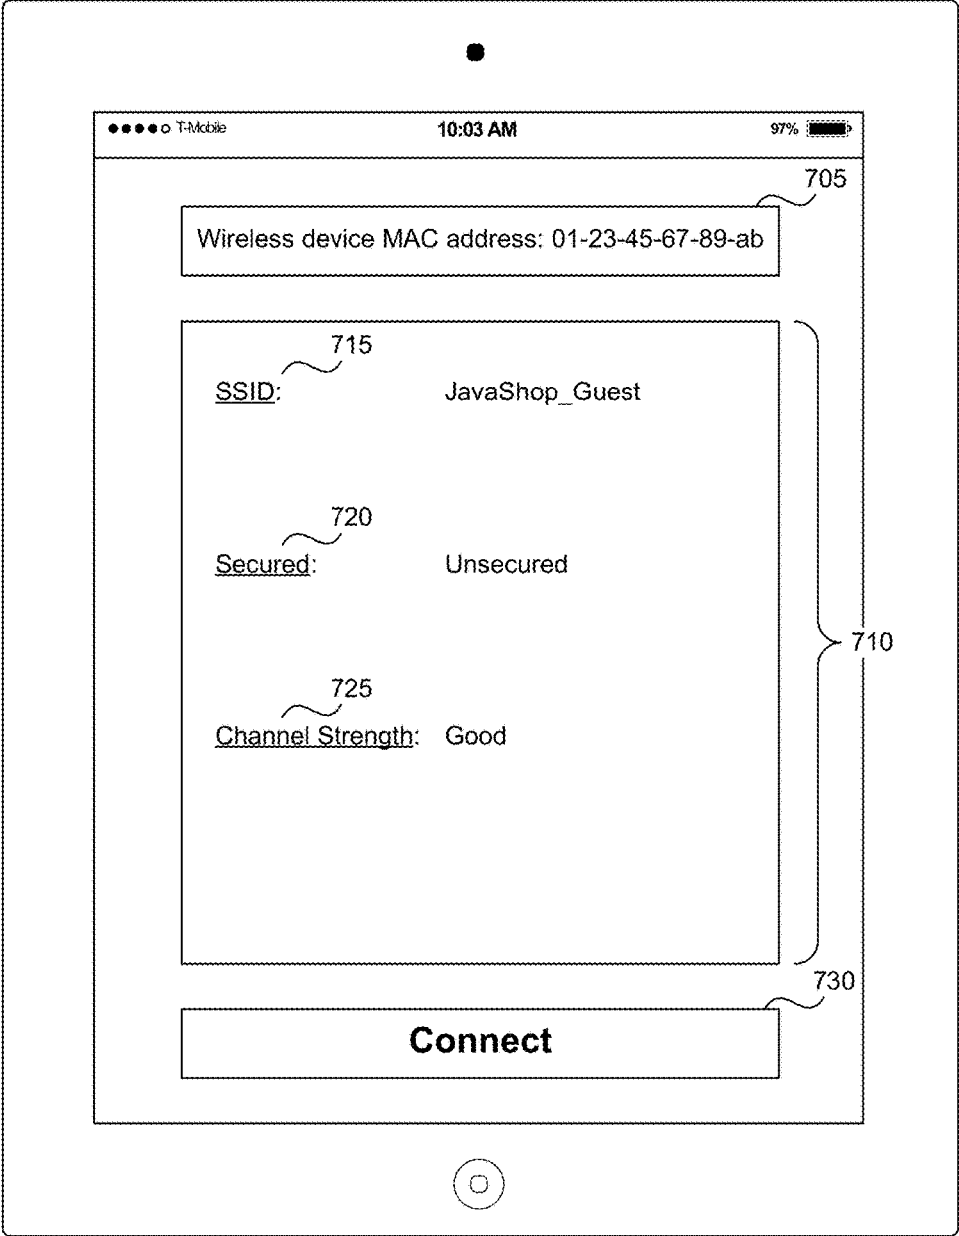 T-Mobile 10:03 AM 97%
705
Wireless device MAC address: 01-23-45-67-89-ab
715
SSID: JavaShop_Guest
720
Secured: Unsecured
710
725
Channel Strength: Good
730
Connect